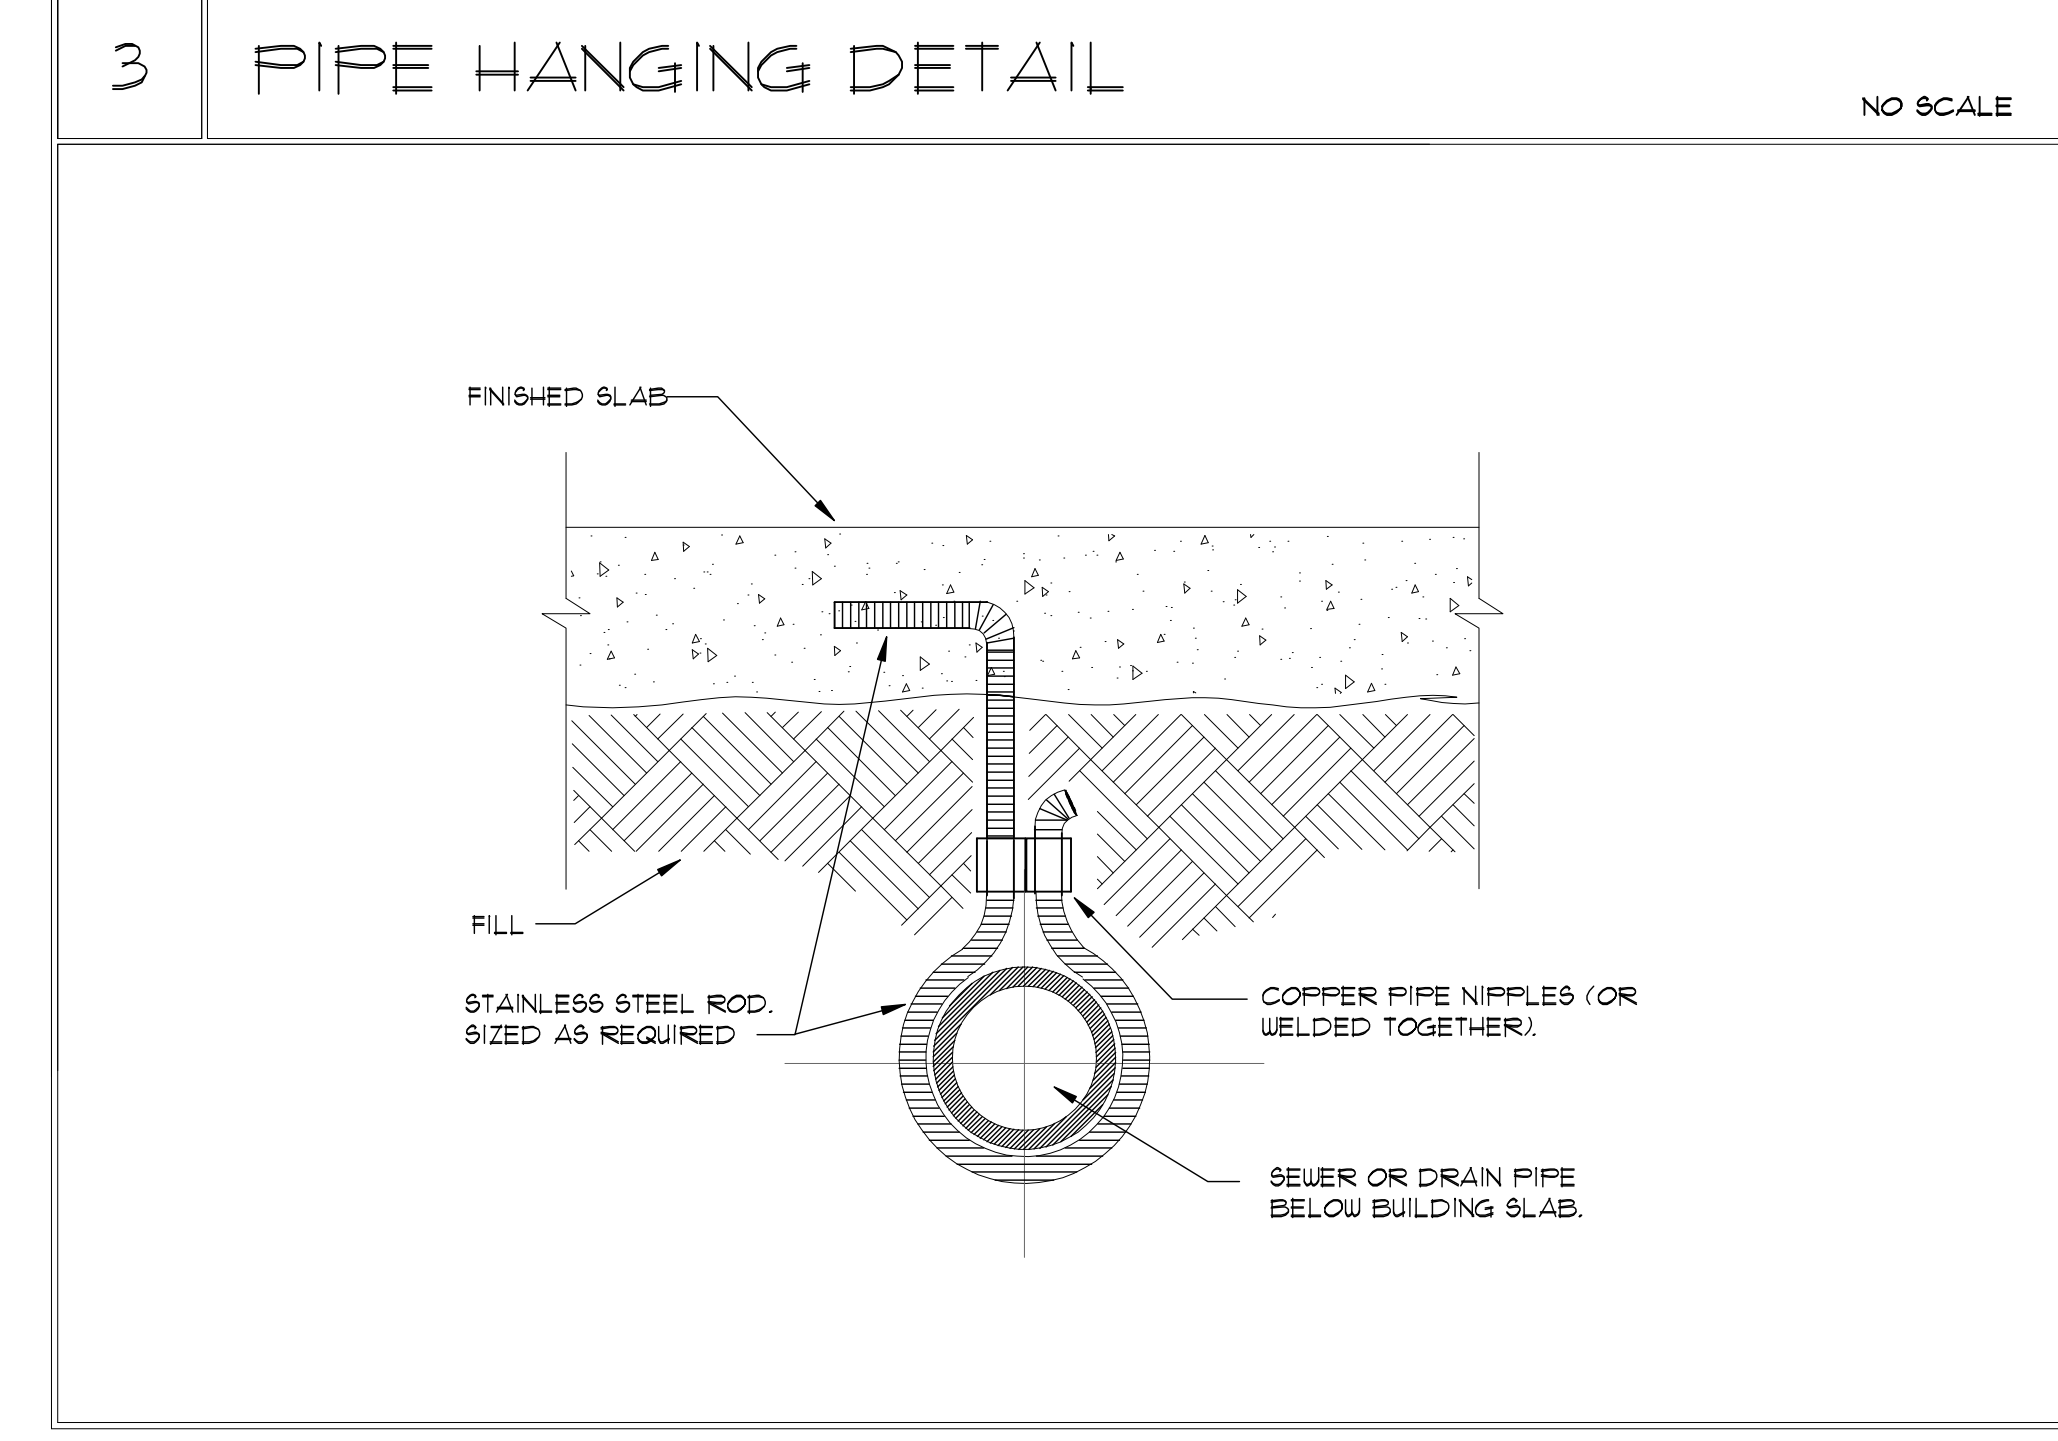 3
PIPE HANGING DETAIL
NO SCALE
FINISHED SLAB
FILL
STAINLESS STEEL ROD.
SIZED AS REQUIRED
COPPER PIPE NIPPLES (OR
WELDED TOGETHER).
SEWER OR DRAIN PIPE
BELOW BUILDING SLAB.